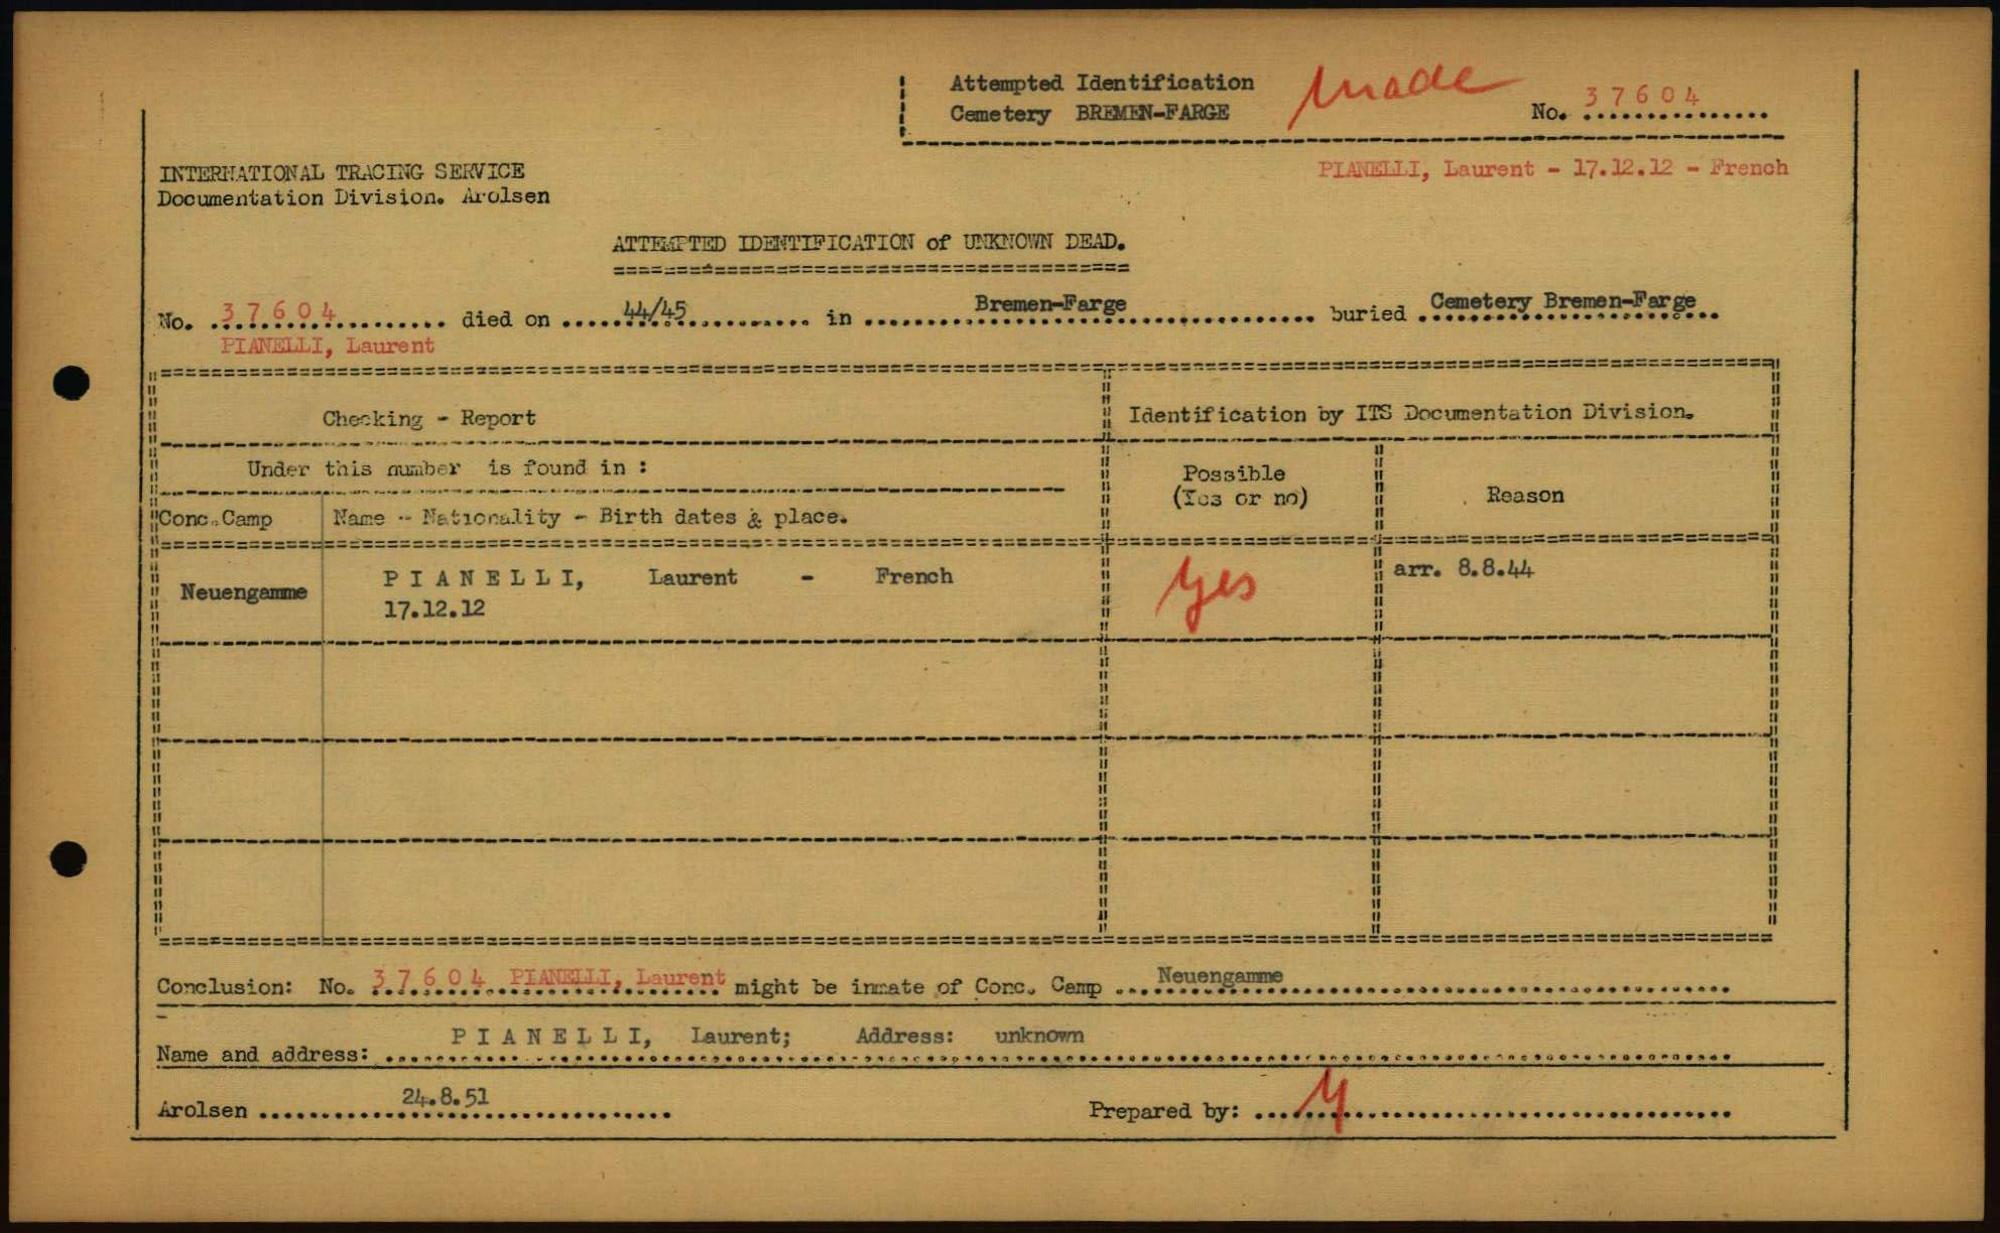 Attempted Identification
Cemetery BREMEN-FARGE
made
No. 37604
PIANELLI, Laurent - 17.12.12 - French
INTERNATIONAL TRACING SERVICE
Documentation Division. Arolsen
ATTEMPTED IDENTIFICATION of UNKNOWN DEAD.
No. 37604 died on 44/45 in Bremen-Farge buried Cemetery Bremen-Farge
PIANELLI, Laurent
Checking - Report
Identification by ITS Documentation Division.
Under this number is found in :
Possible
(Yes or no)
Reason
Conc.Camp
Name - Nationality - Birth dates & place.
Neuengamme
P I A N E L L I, Laurent - French
17.12.12
yes
arr. 8.8.44
Conclusion: No. 37604 PIANELLI, Laurent might be inmate of Conc. Camp Neuengamme
Name and address: P I A N E L L I, Laurent; Address: unknown
Arolsen 24.8.51
Prepared by: